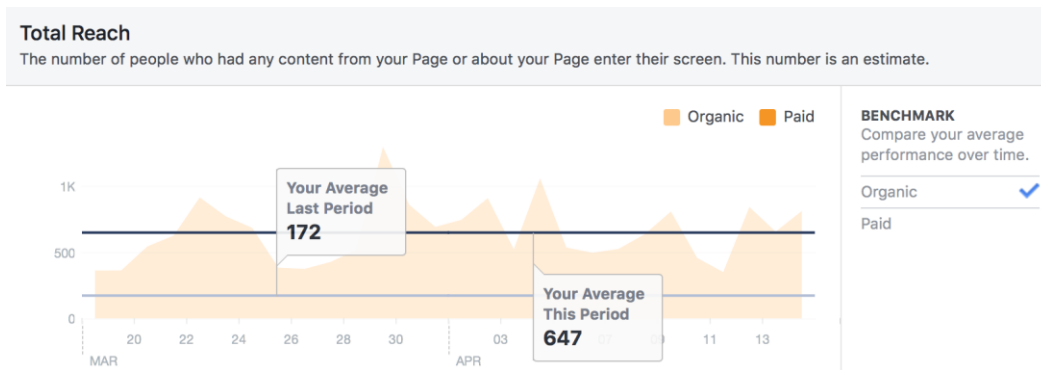 Total Reach
The number of people who had any content from your Page or about your Page enter their screen. This number is an estimate.
Organic Paid
BENCHMARK
Compare your average
performance over time.
Organic
Paid
1K
500
0
Your Average
Last Period
172
Your Average
This Period
647
20 22 24 26 28 30 03 07 09 11 13
MAR APR